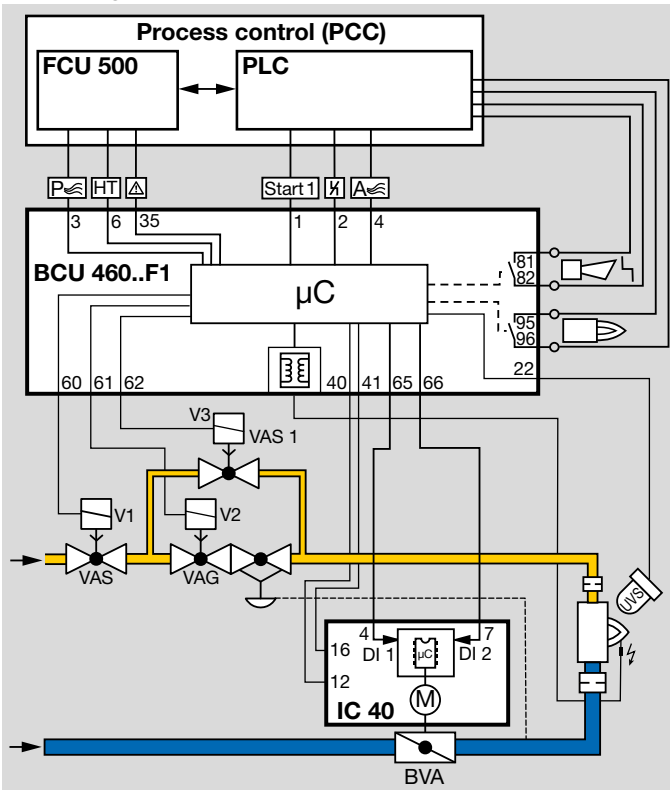 Process control (PCC)
FCU 500
PLC
P
HT
Start 1
A
3
6
35
1
2
4
BCU 460..F1
µC
81
82
95
96
60
61
62
40
41
65
66
22
V3
VAS 1
V1
V2
VAS
VAG
UVS
4
7
16
DI 1
µC
DI 2
12
M
IC 40
BVA